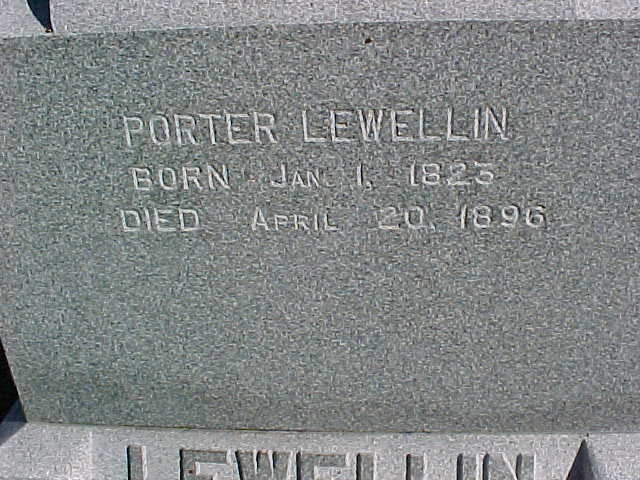 PORTER LEWELLIN
BORN JAN 1, 1823
DIED APRIL 20, 1896
LEWELLIN